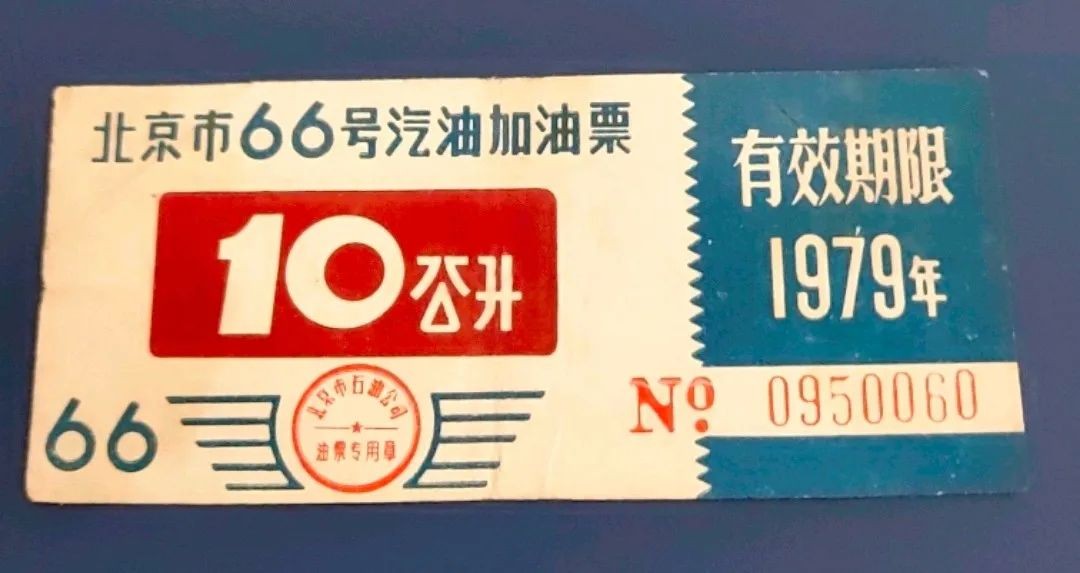 北京市66号汽油加油票
10公升
66
北京市石油公司
油票专用章
有效期限
1979年
No. 0950060